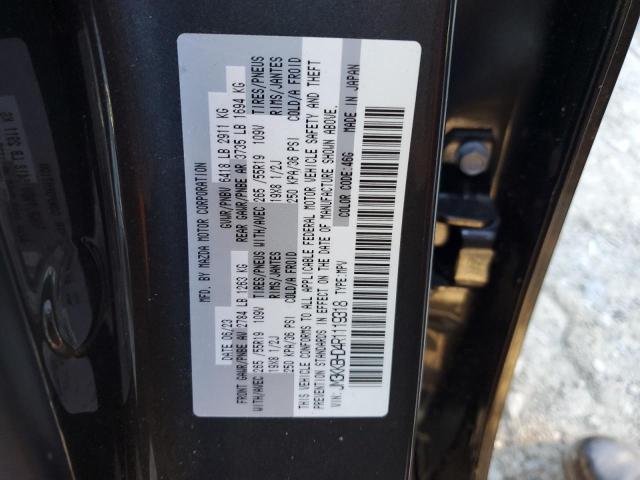 MFD. BY MAZDA MOTOR CORPORATION
DATE 06/23 GVWR/PNBV 6418 LB 2911 KG
FRONT GAWR/PNBE AV 2784 LB 1263 KG REAR GAWR/PNBE AR 3735 LB 1694 KG
WITH/AVEC 265/55R19 109V TIRES/PNEUS WITH/AVEC 265/55R19 109V TIRES/PNEUS
19X8 1/2J RIMS/JANTES 19X8 1/2J RIMS/JANTES
250 KPA/36 PSI COLD/A FROID 250 KPA/36 PSI COLD/A FROID
THIS VEHICLE CONFORMS TO ALL APPLICABLE FEDERAL MOTOR VEHICLE SAFETY AND THEFT
PREVENTION STANDARDS IN EFFECT ON THE DATE OF MANUFACTURE SHOWN ABOVE.
VIN: JM3KKBHD4R1119318 TYPE:MPV COLOR CODE:46G MADE IN JAPAN